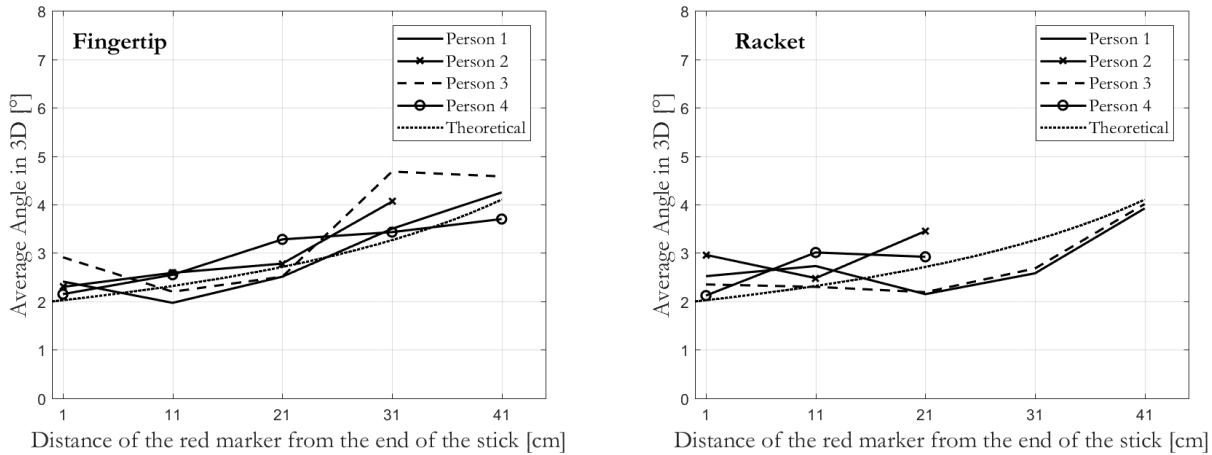 Fingertip
Person 1
Person 2
Person 3
Person 4
Theoretical
8
7
6
5
4
3
2
1
0
Average Angle in 3D [°]
1 11 21 31 41
Distance of the red marker from the end of the stick [cm]
Racket
Person 1
Person 2
Person 3
Person 4
Theoretical
8
7
6
5
4
3
2
1
0
Average Angle in 3D [°]
1 11 21 31 41
Distance of the red marker from the end of the stick [cm]